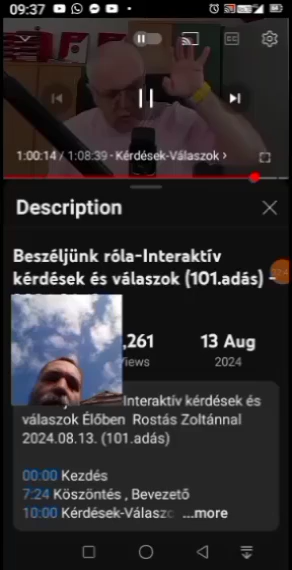 09:37
1:00:14 / 1:08:39 · Kérdések-Válaszok ›
Description
Beszéljünk róla-Interaktív
kérdések és válaszok (101.adás) -
,261
13 Aug
views
2024
Interaktív kérdések és
válaszok Élőben Rostás Zoltánnal
2024.08.13. (101.adás)
00:00 Kezdés
7:24 Köszöntés , Bevezető
10:00 Kérdések-Válaszo ...more